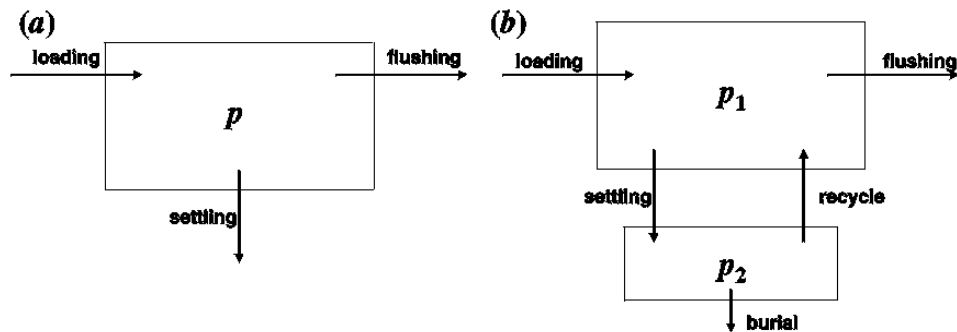 (a)
loading
flushing
p
settling
(b)
loading
flushing
p1
settling
recycle
p2
burial